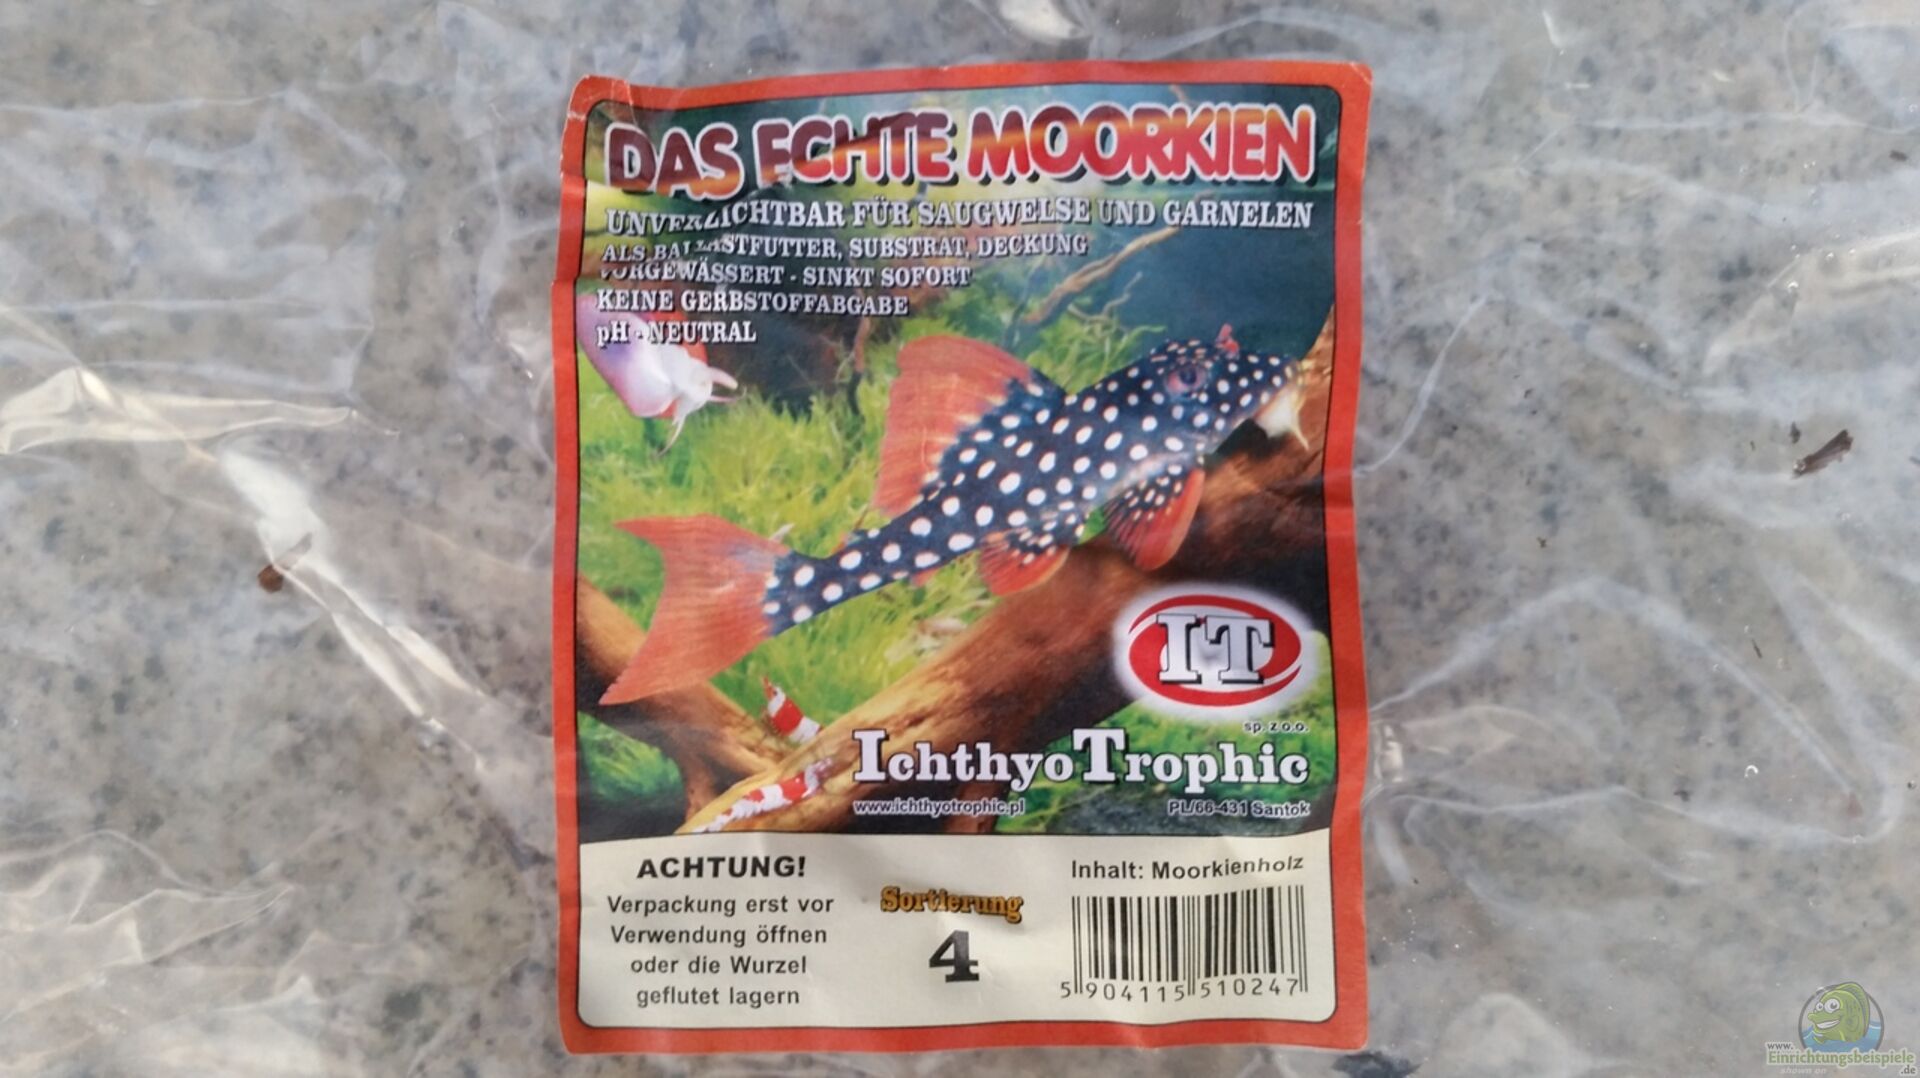 DAS ECHTE MOORKIEN
UNVERZICHTBAR FÜR SAUGWELSE UND GARNELEN
ALS BALLASTFUTTER, SUBSTRAT, DECKUNG
VORGEWÄSSERT - SINKT SOFORT
KEINE GERBSTOFFABGABE
pH - NEUTRAL
IT
sp. z o.o.
IchthyoTrophic
www.ichthyotrophic.pl
PL/66-431 Santok
ACHTUNG!
Verpackung erst vor
Verwendung öffnen
oder die Wurzel
geflutet lagern
Sortierung
4
Inhalt: Moorkienholz
5 904115 510247
www.
Einrichtungsbeispiele
shown on .de